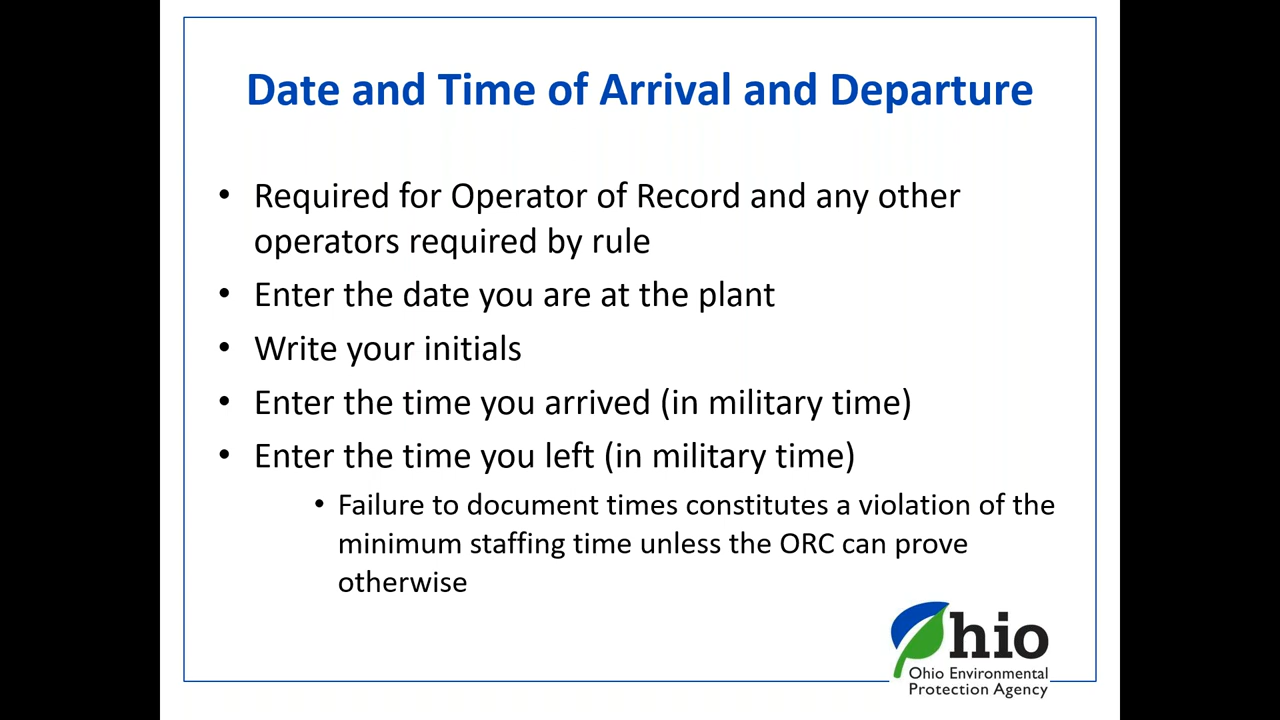 Date and Time of Arrival and Departure
• Required for Operator of Record and any other
operators required by rule
• Enter the date you are at the plant
• Write your initials
• Enter the time you arrived (in military time)
• Enter the time you left (in military time)
• Failure to document times constitutes a violation of the
minimum staffing time unless the ORC can prove
otherwise
Ohio
Ohio Environmental
Protection Agency